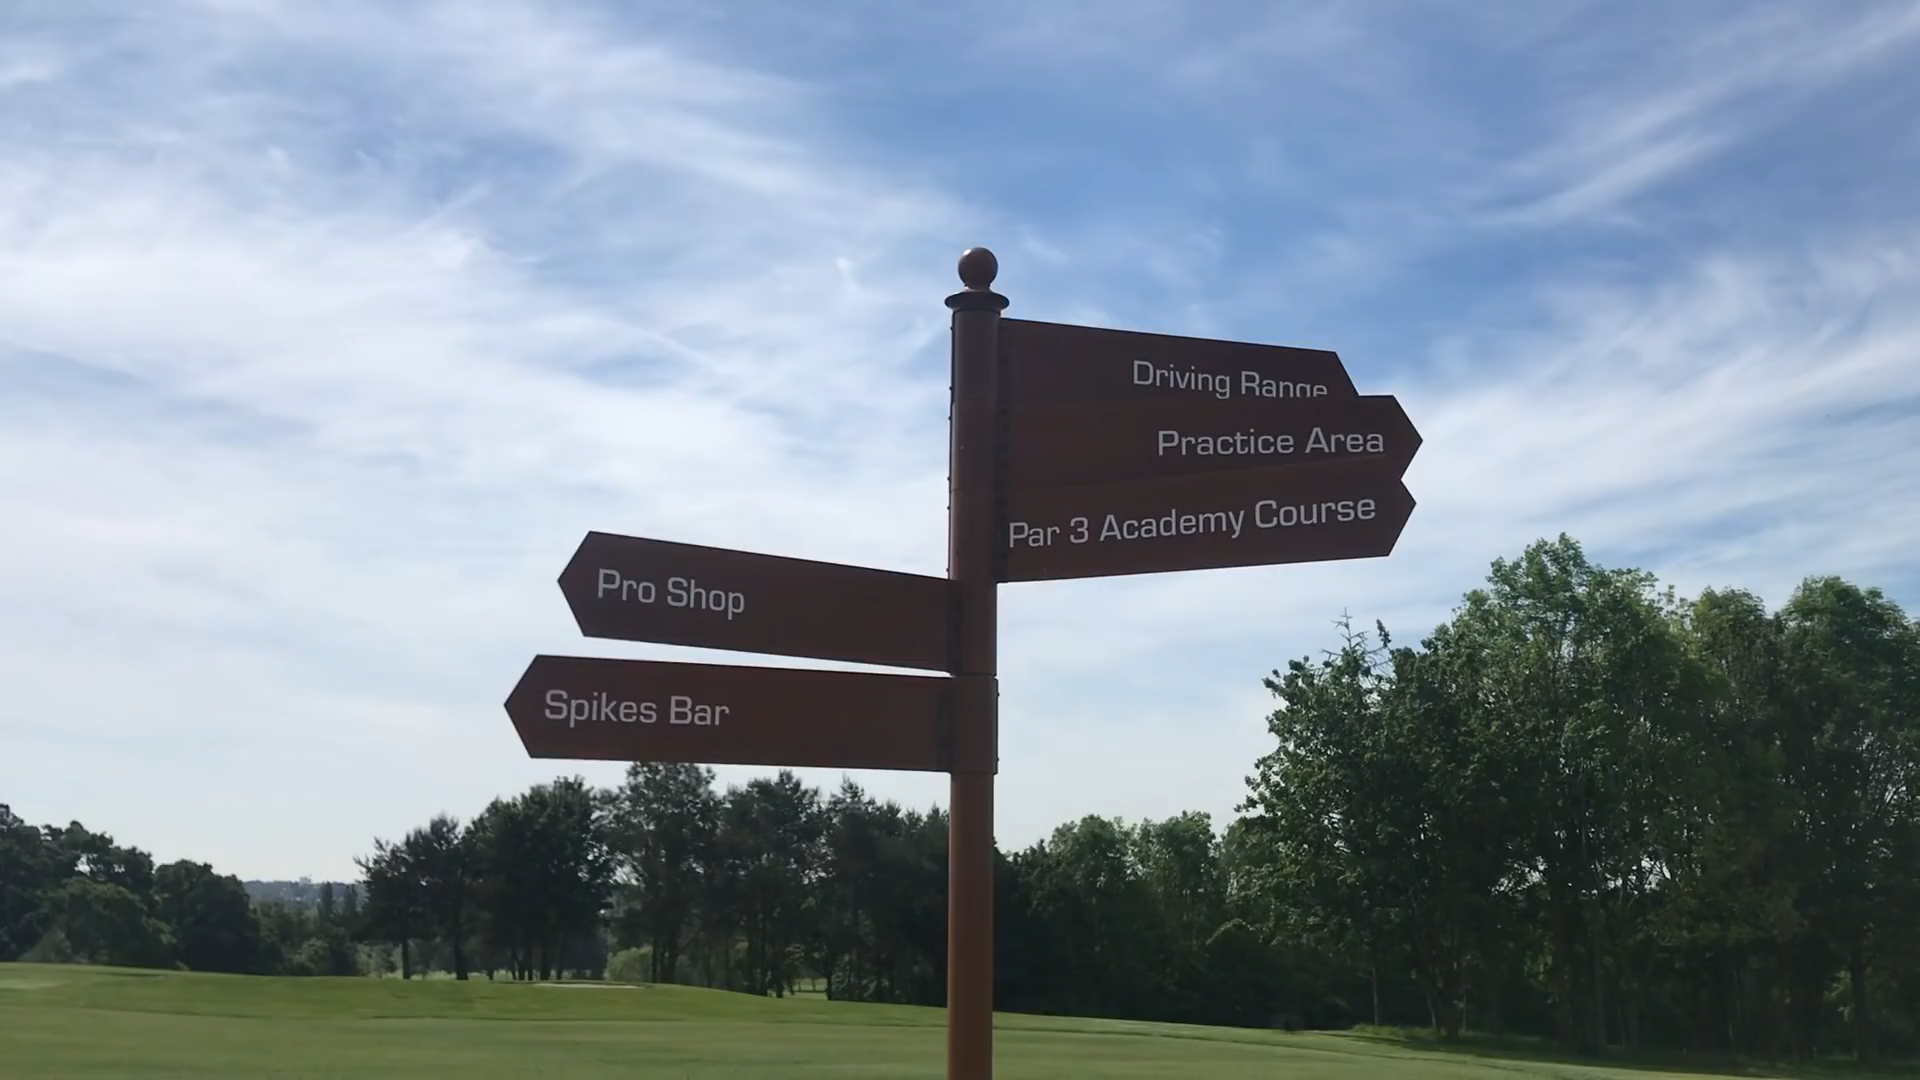 Driving Range
Practice Area
Par 3 Academy Course
Pro Shop
Spikes Bar